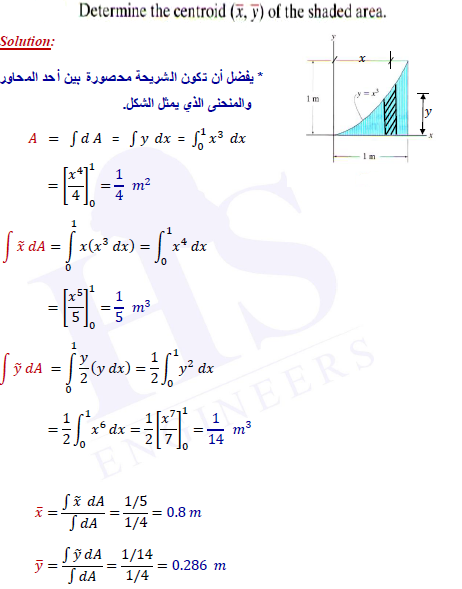 Determine the centroid (x̄, ȳ) of the shaded area.
Solution:
* يفضل أن تكون الشريحة محصورة بين أحد المحاور
والمنحنى الذي يمثل الشكل.
y
x
1 m
y = x³
y
x
1 m
A = ∫ d A = ∫ y dx = ∫₀¹ x³ dx
= [x⁴/4]₀¹ = 1/4 m²
∫ x̃ dA = ∫₀¹ x(x³ dx) = ∫₀¹ x⁴ dx
= [x⁵/5]₀¹ = 1/5 m³
∫ ỹ dA = ∫₀¹ y/2 (y dx) = 1/2 ∫₀¹ y² dx
= 1/2 ∫₀¹ x⁶ dx = 1/2 [x⁷/7]₀¹ = 1/14 m³
x̄ = ∫ x̃ dA / ∫ dA = 1/5 / 1/4 = 0.8 m
ȳ = ∫ ỹ dA / ∫ dA = 1/14 / 1/4 = 0.286 m
HS
ENGINEERS